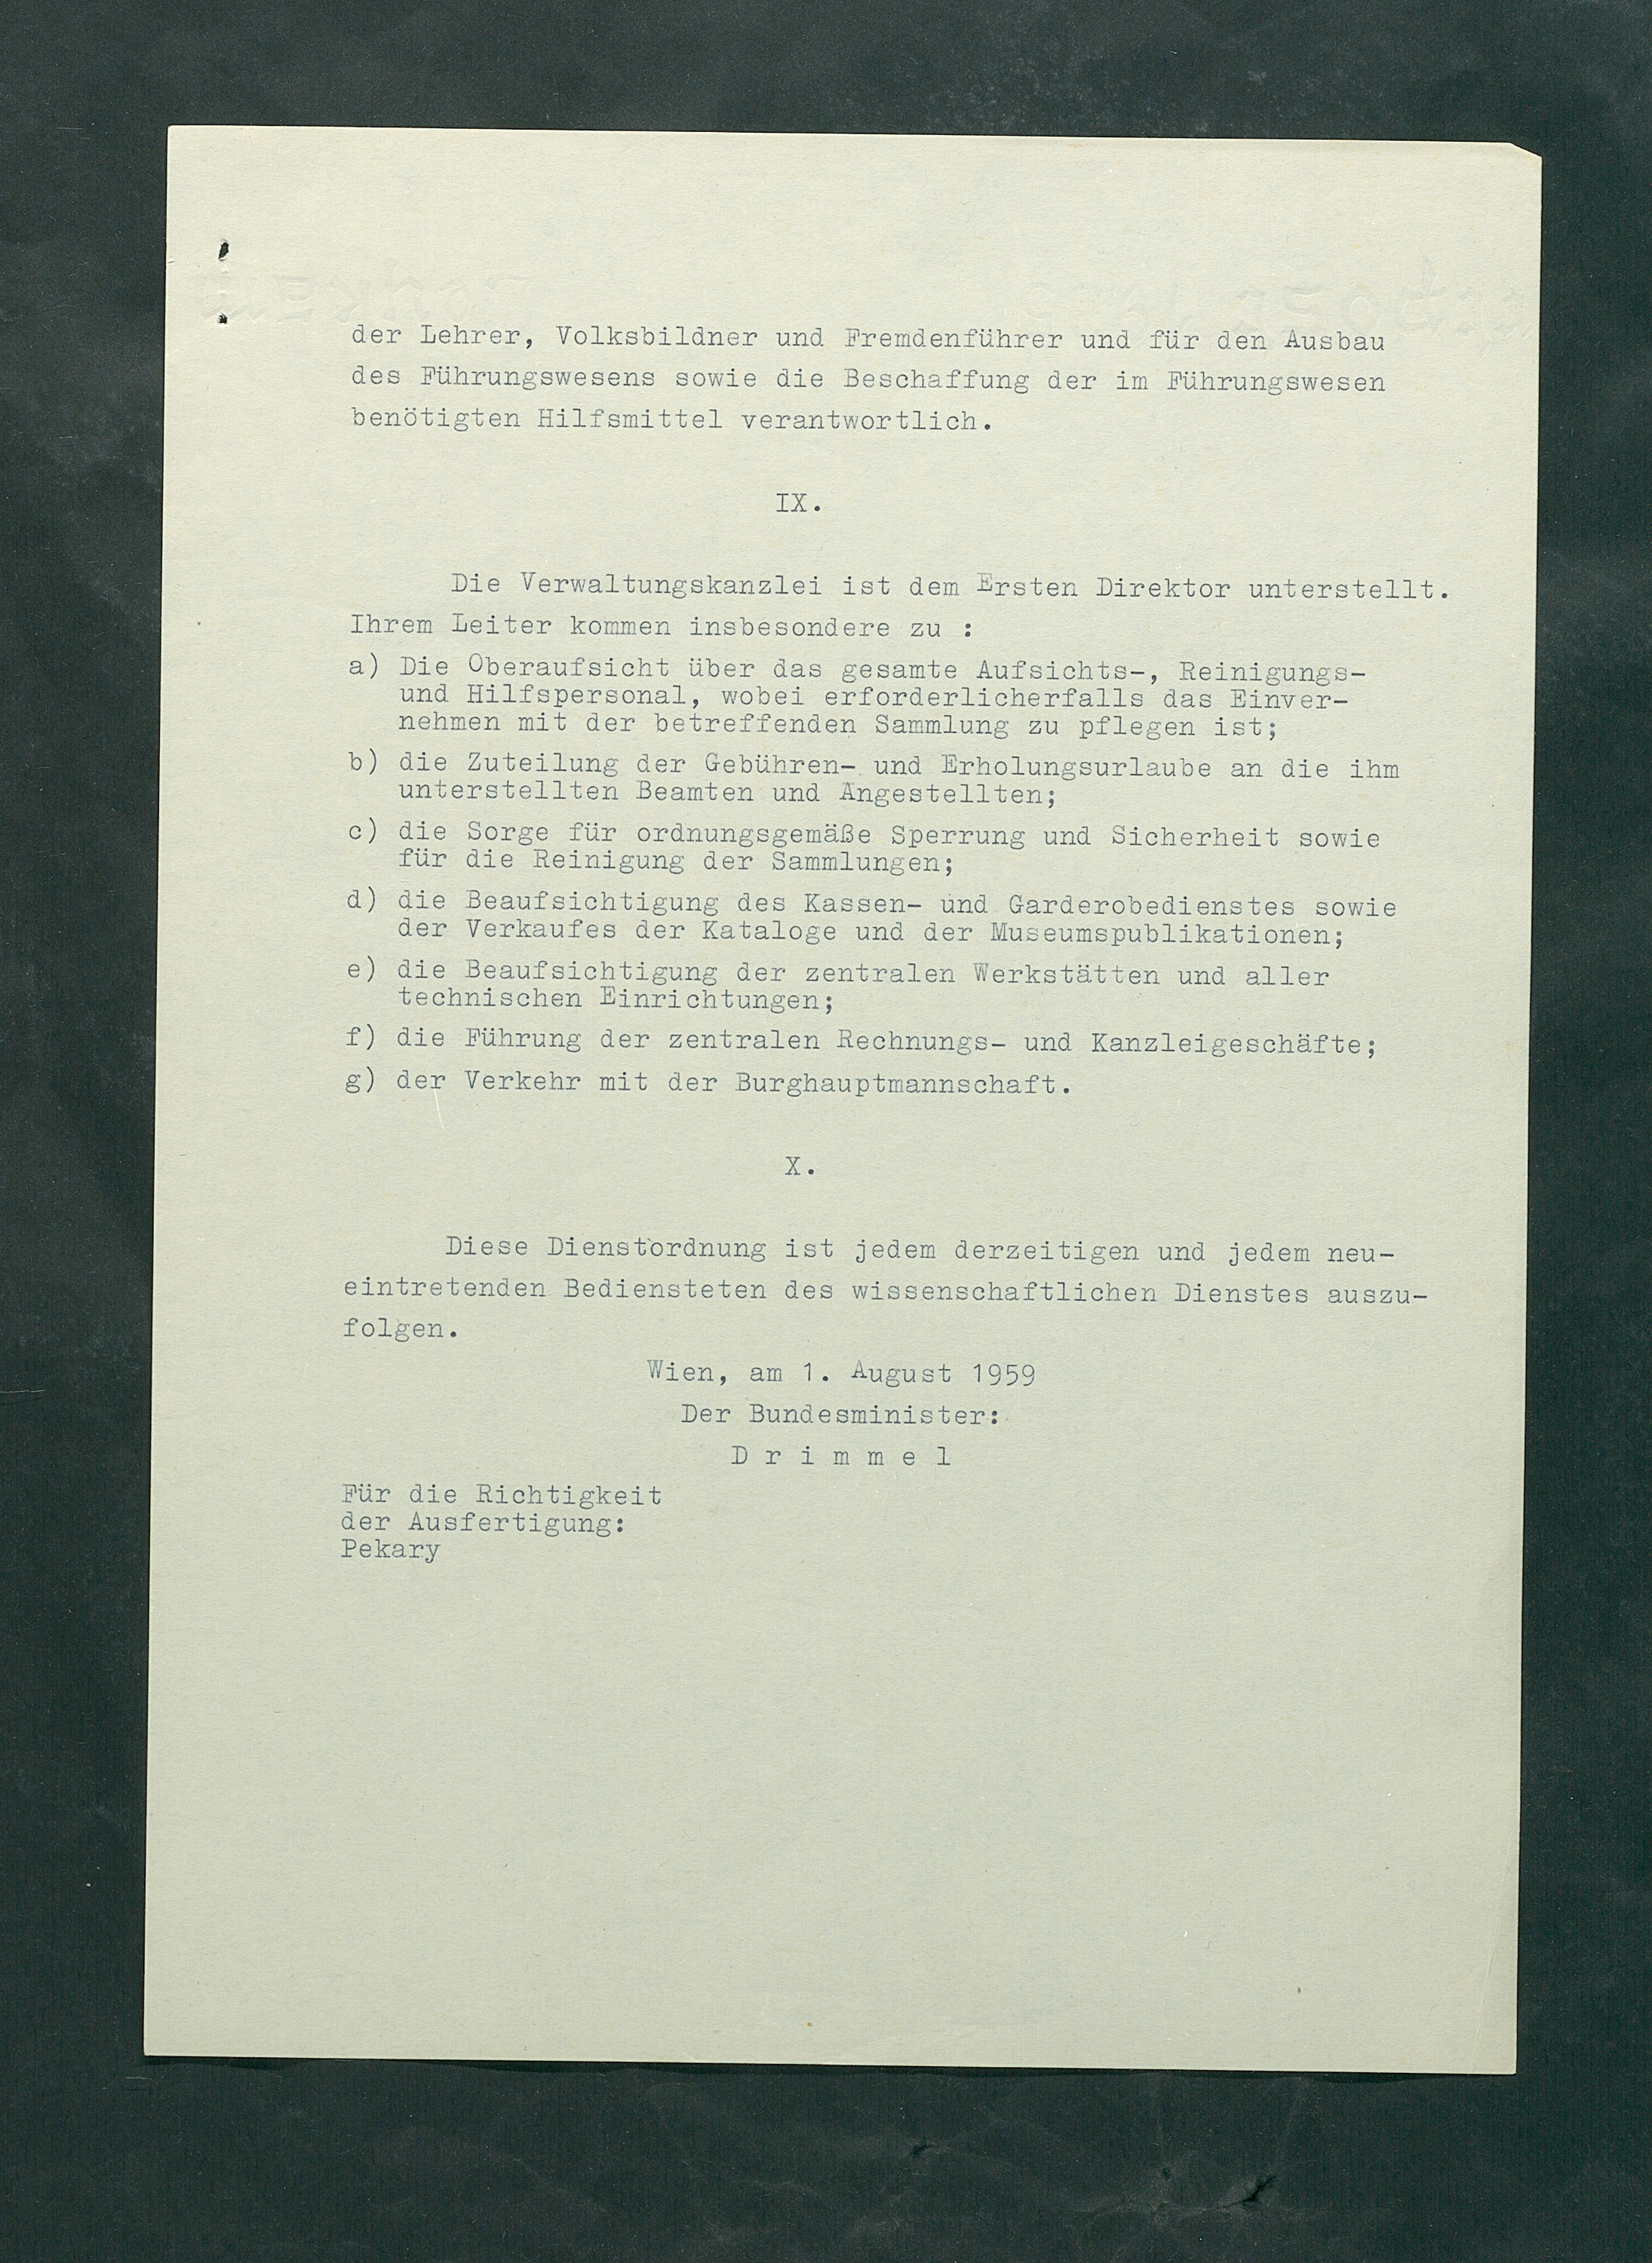 der Lehrer, Volksbildner und Fremdenführer und für den Ausbau
des Führungswesens sowie die Beschaffung der im Führungswesen
benötigten Hilfsmittel verantwortlich.
IX.
Die Verwaltungskanzlei ist dem Ersten Direktor unterstellt.
Ihrem Leiter kommen insbesondere zu :
a) Die Oberaufsicht über das gesamte Aufsichts-, Reinigungs-
und Hilfspersonal, wobei erforderlicherfalls das Einver-
nehmen mit der betreffenden Sammlung zu pflegen ist;
b) die Zuteilung der Gebühren- und Erholungsurlaube an die ihm
unterstellten Beamten und Angestellten;
c) die Sorge für ordnungsgemäße Sperrung und Sicherheit sowie
für die Reinigung der Sammlungen;
d) die Beaufsichtigung des Kassen- und Garderobedienstes sowie
der Verkaufes der Kataloge und der Museumspublikationen;
e) die Beaufsichtigung der zentralen Werkstätten und aller
technischen Einrichtungen;
f) die Führung der zentralen Rechnungs- und Kanzleigeschäfte;
g) der Verkehr mit der Burghauptmannschaft.
X.
Diese Dienstordnung ist jedem derzeitigen und jedem neu-
eintretenden Bediensteten des wissenschaftlichen Dienstes auszu-
folgen.
Wien, am 1. August 1959
Der Bundesminister:
D r i m m e l
Für die Richtigkeit
der Ausfertigung:
Pekary